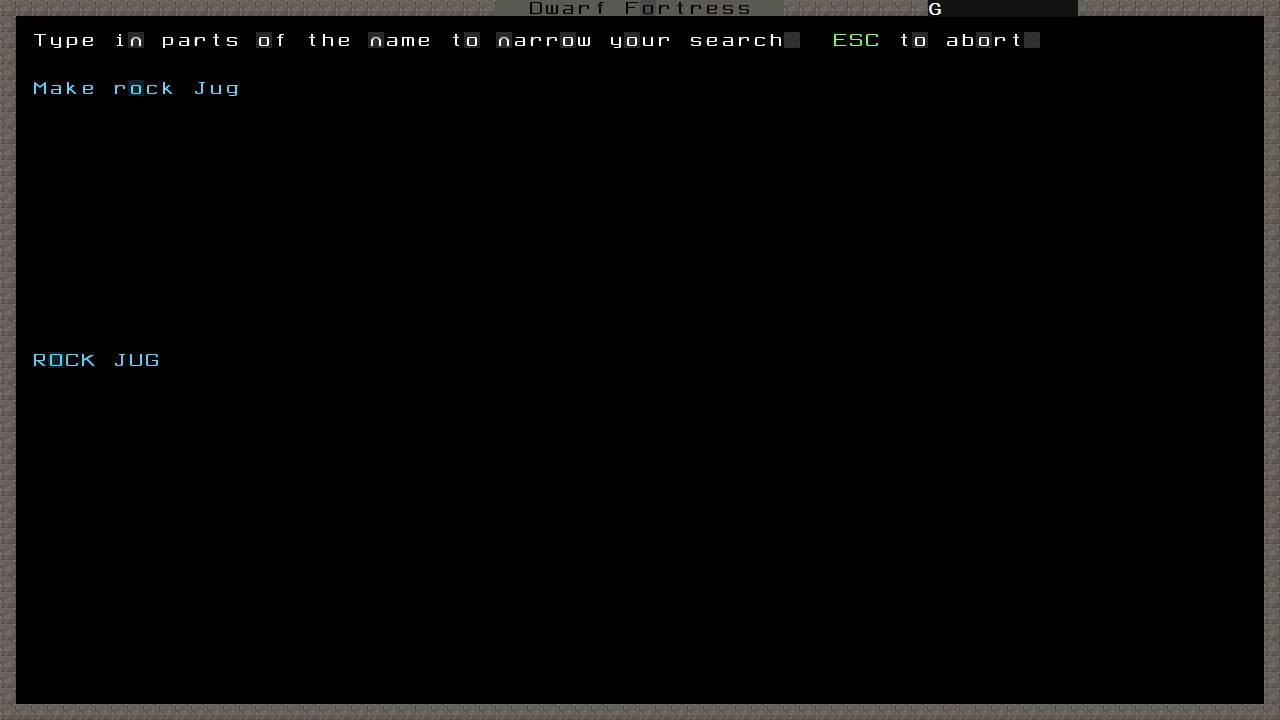 Dwarf Fortress G
Type in parts of the name to narrow your search. ESC to abort.
Make rock Jug
ROCK JUG